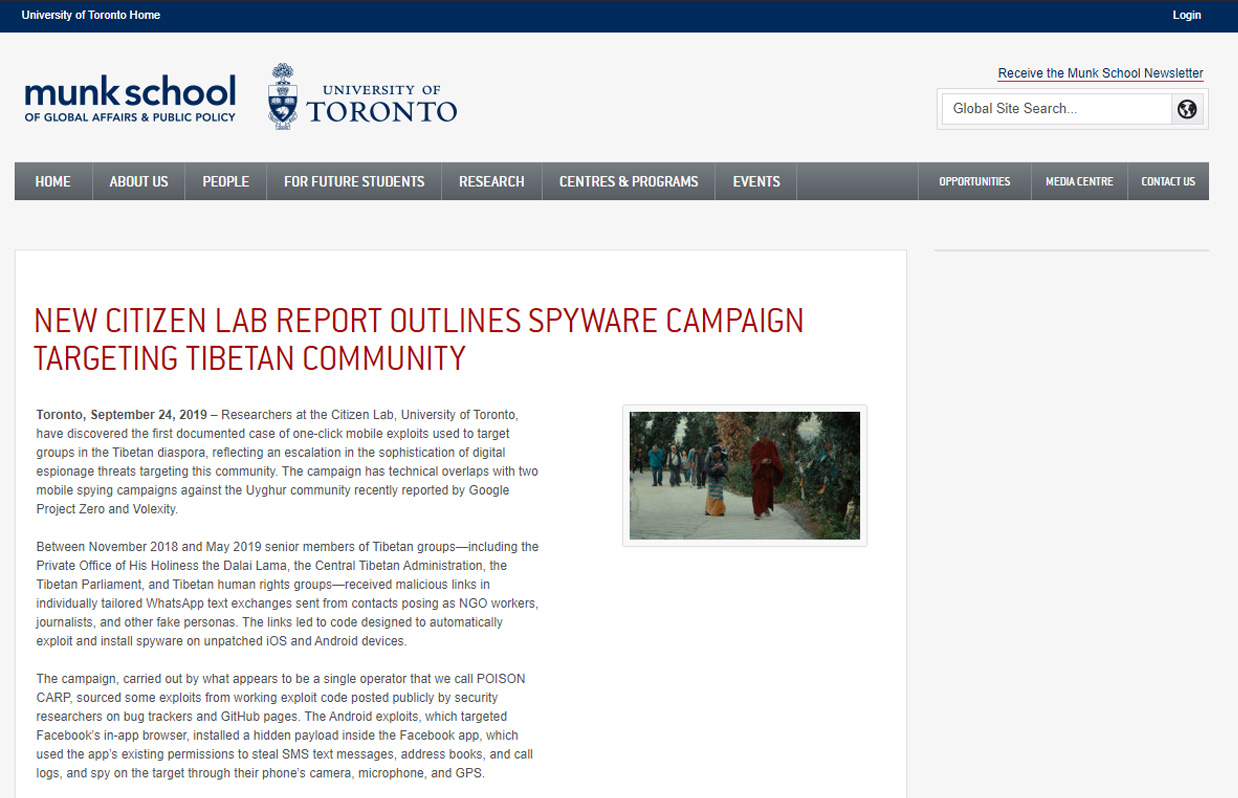 University of Toronto Home
Login
munk school
OF GLOBAL AFFAIRS & PUBLIC POLICY
UNIVERSITY OF
TORONTO
Receive the Munk School Newsletter
Global Site Search...
HOME
ABOUT US
PEOPLE
FOR FUTURE STUDENTS
RESEARCH
CENTRES & PROGRAMS
EVENTS
OPPORTUNITIES
MEDIA CENTRE
CONTACT US
NEW CITIZEN LAB REPORT OUTLINES SPYWARE CAMPAIGN
TARGETING TIBETAN COMMUNITY
Toronto, September 24, 2019 – Researchers at the Citizen Lab, University of Toronto,
have discovered the first documented case of one-click mobile exploits used to target
groups in the Tibetan diaspora, reflecting an escalation in the sophistication of digital
espionage threats targeting this community. The campaign has technical overlaps with two
mobile spying campaigns against the Uyghur community recently reported by Google
Project Zero and Volexity.
Between November 2018 and May 2019 senior members of Tibetan groups—including the
Private Office of His Holiness the Dalai Lama, the Central Tibetan Administration, the
Tibetan Parliament, and Tibetan human rights groups—received malicious links in
individually tailored WhatsApp text exchanges sent from contacts posing as NGO workers,
journalists, and other fake personas. The links led to code designed to automatically
exploit and install spyware on unpatched iOS and Android devices.
The campaign, carried out by what appears to be a single operator that we call POISON
CARP, sourced some exploits from working exploit code posted publicly by security
researchers on bug trackers and GitHub pages. The Android exploits, which targeted
Facebook's in-app browser, installed a hidden payload inside the Facebook app, which
used the app's existing permissions to steal SMS text messages, address books, and call
logs, and spy on the target through their phone's camera, microphone, and GPS.